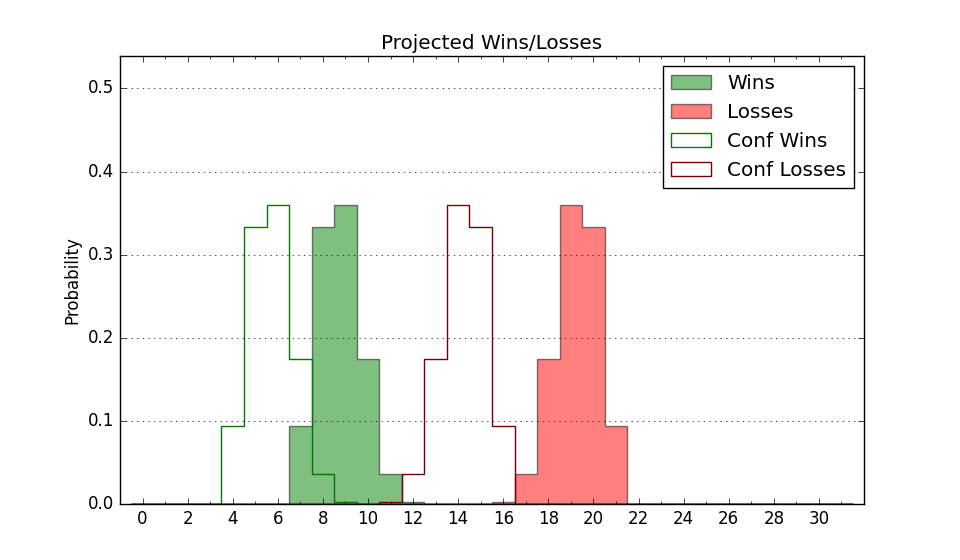 Projected Wins/Losses
Wins
Losses
Conf Wins
Conf Losses
Probability
0.5
0.4
0.3
0.2
0.1
0.0
0 2 4 6 8 10 12 14 16 18 20 22 24 26 28 30